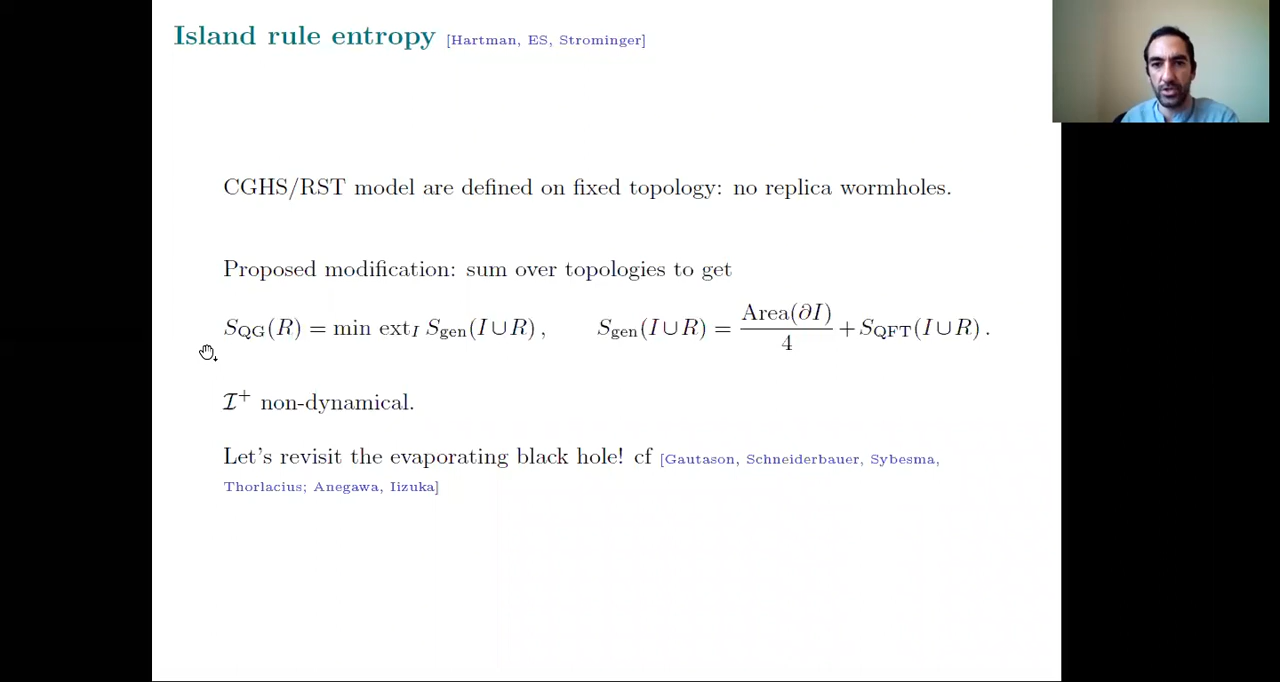 Island rule entropy [Hartman, ES, Strominger]
CGHS/RST model are defined on fixed topology: no replica wormholes.
Proposed modification: sum over topologies to get
S_QG(R) = min ext_I S_gen(I∪R) , S_gen(I∪R) = Area(∂I)/4 + S_QFT(I∪R) .
ℐ⁺ non-dynamical.
Let's revisit the evaporating black hole! cf [Gautason, Schneiderbauer, Sybesma,
Thorlacius; Anegawa, Iizuka]